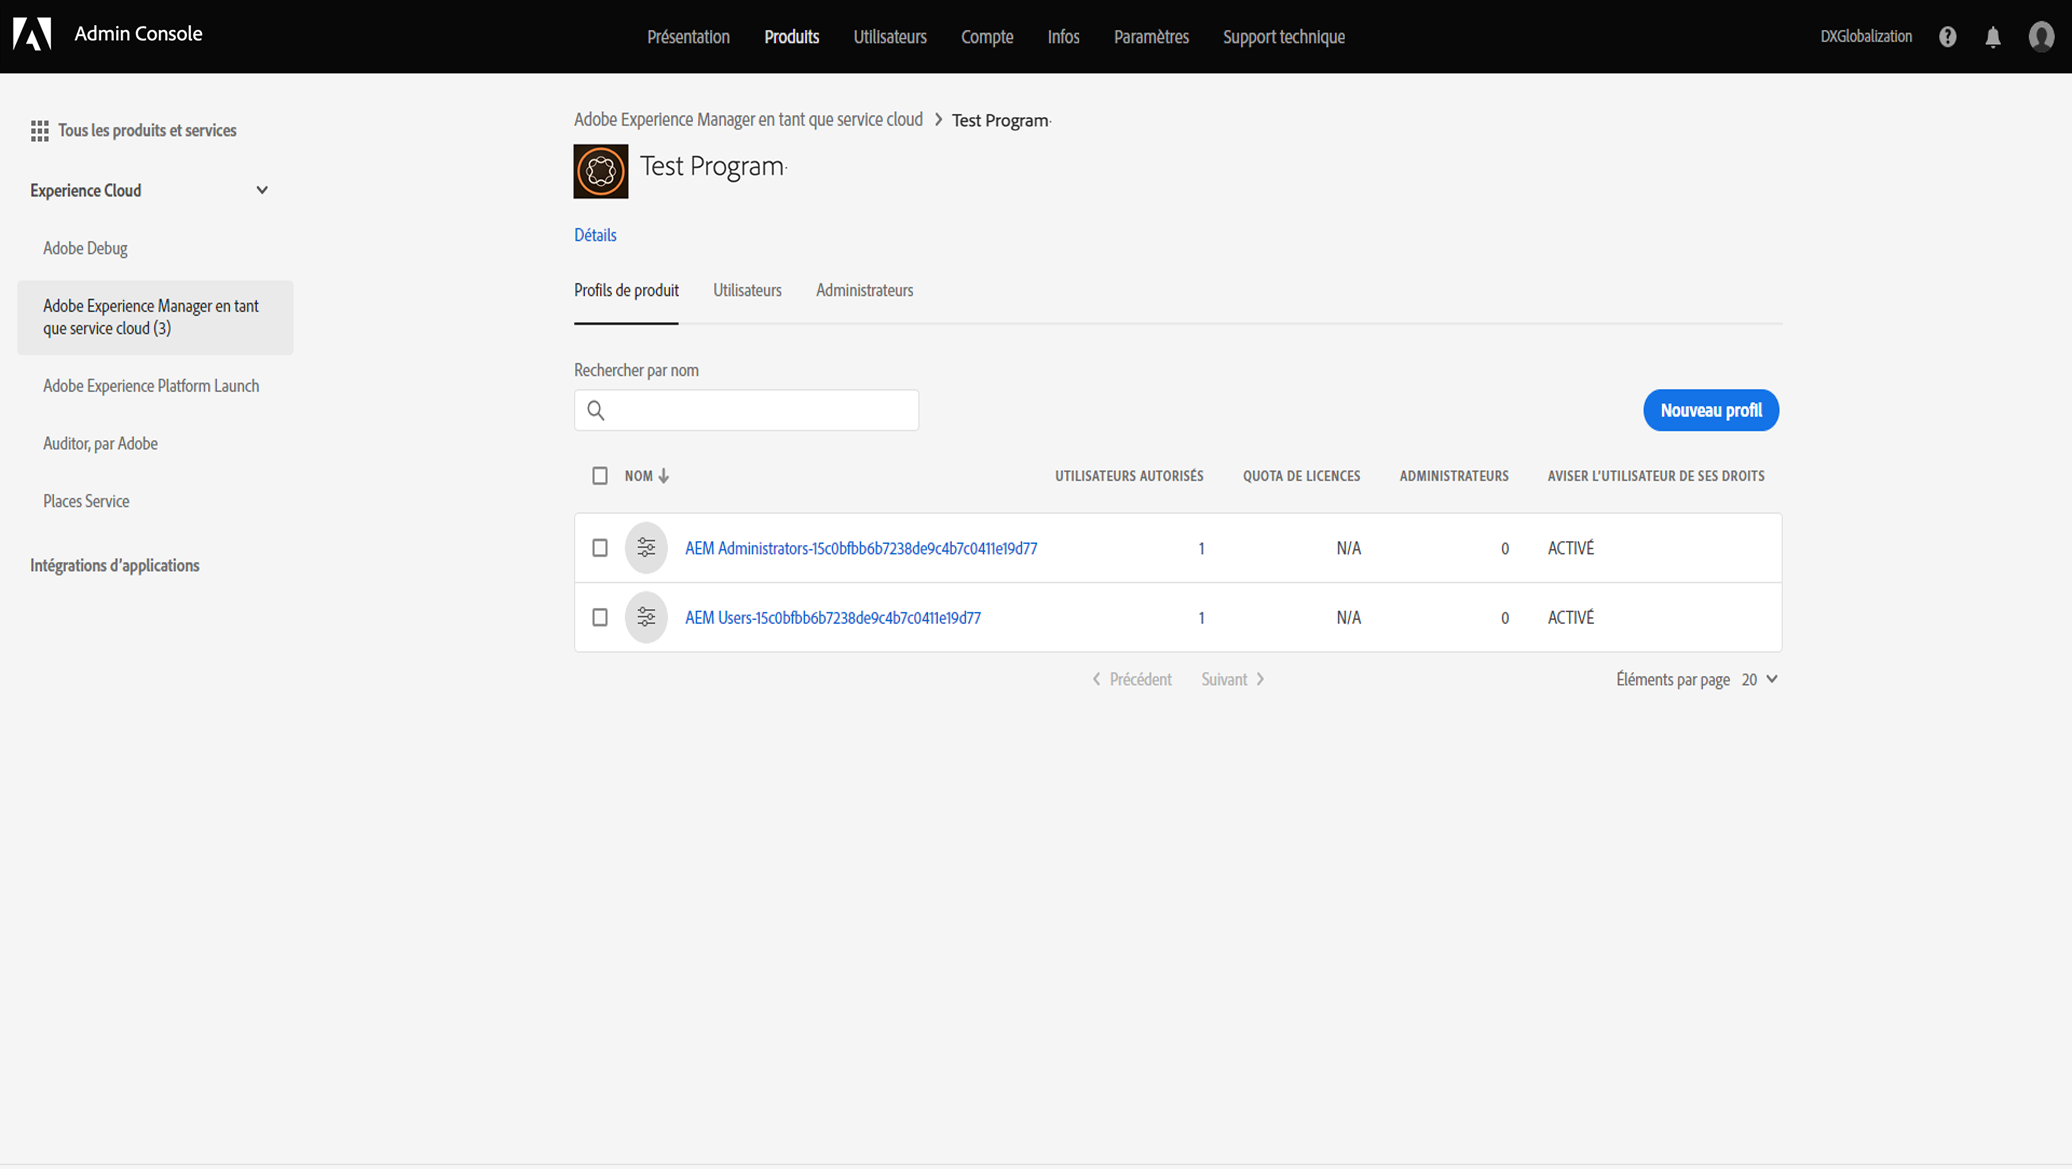 Admin Console
Présentation Produits Utilisateurs Compte Infos Paramètres Support technique
DXGlobalization
Tous les produits et services
Experience Cloud
Adobe Debug
Adobe Experience Manager en tant
que service cloud (3)
Adobe Experience Platform Launch
Auditor, par Adobe
Places Service
Intégrations d'applications
Adobe Experience Manager en tant que service cloud > Test Program
Test Program
Détails
Profils de produit Utilisateurs Administrateurs
Rechercher par nom
Nouveau profil
NOM UTILISATEURS AUTORISÉS QUOTA DE LICENCES ADMINISTRATEURS AVISER L'UTILISATEUR DE SES DROITS
AEM Administrators-15c0bfbb6b7238de9c4b7c0411e19d77 1 N/A 0 ACTIVÉ
AEM Users-15c0bfbb6b7238de9c4b7c0411e19d77 1 N/A 0 ACTIVÉ
Précédent Suivant
Éléments par page 20